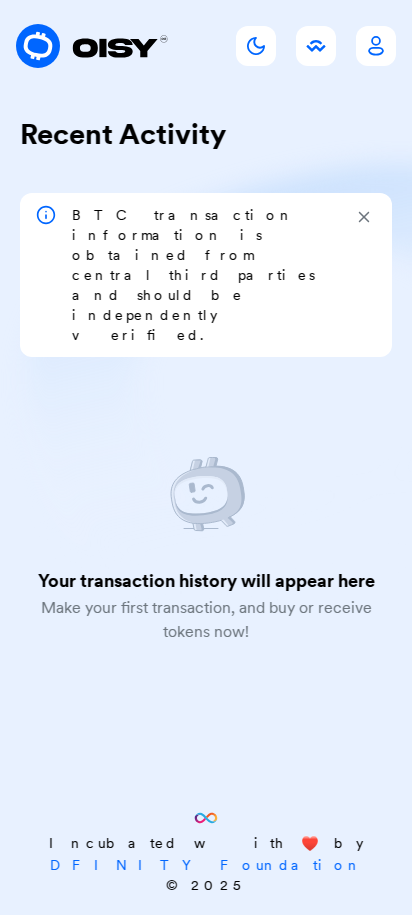 OISY
Recent Activity
BTC transaction
information is
obtained from
central third parties
and should be
independently
verified.
Your transaction history will appear here
Make your first transaction, and buy or receive
tokens now!
Incubated with ❤️ by
DFINITY Foundation
© 2025